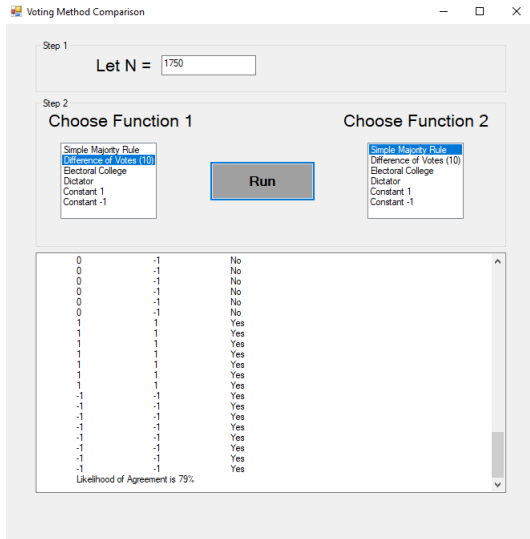 Voting Method Comparison
Step 1
Let N = 1750
Step 2
Choose Function 1
Choose Function 2
Simple Majority Rule
Difference of Votes (10)
Electoral College
Dictator
Constant 1
Constant -1
Run
Simple Majority Rule
Difference of Votes (10)
Electoral College
Dictator
Constant 1
Constant -1
0 -1 No
0 -1 No
0 -1 No
0 -1 No
0 -1 No
0 -1 No
1 1 Yes
1 1 Yes
1 1 Yes
1 1 Yes
1 1 Yes
1 1 Yes
1 1 Yes
-1 -1 Yes
-1 -1 Yes
-1 -1 Yes
-1 -1 Yes
-1 -1 Yes
-1 -1 Yes
-1 -1 Yes
-1 -1 Yes
Likelihood of Agreement is 79%